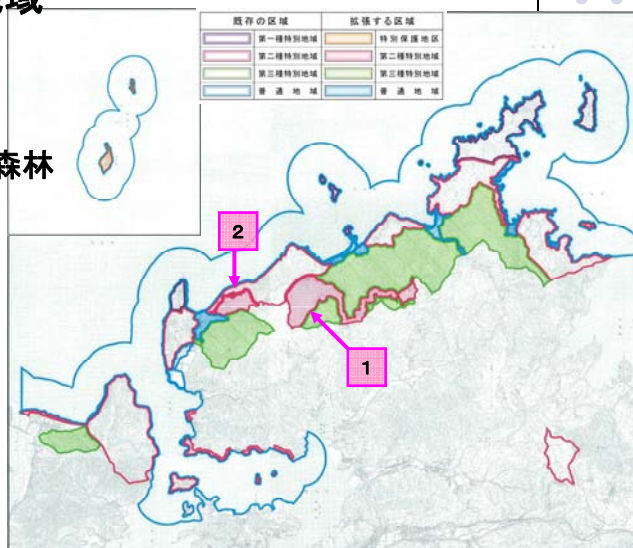 域
森林
既存の区域 拡張する区域
第一種特別地域 特別保護地区
第二種特別地域 第二種特別地域
第三種特別地域 第三種特別地域
普通地域 普通地域
2
1